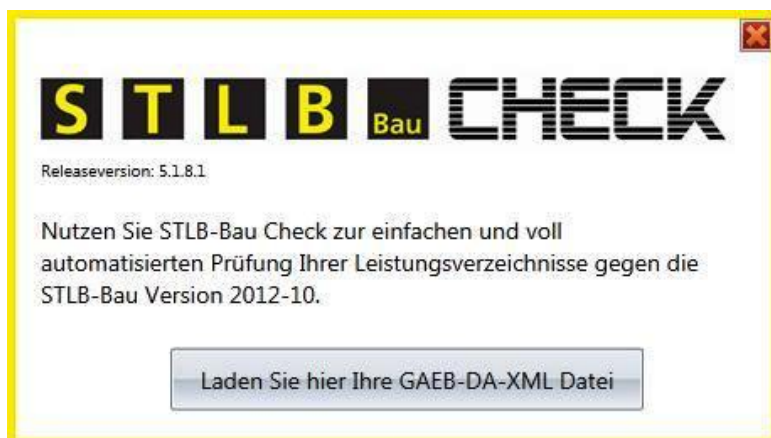 STLB Bau CHECK
Releaseversion: 5.1.8.1
Nutzen Sie STLB-Bau Check zur einfachen und voll
automatisierten Prüfung Ihrer Leistungsverzeichnisse gegen die
STLB-Bau Version 2012-10.
Laden Sie hier Ihre GAEB-DA-XML Datei